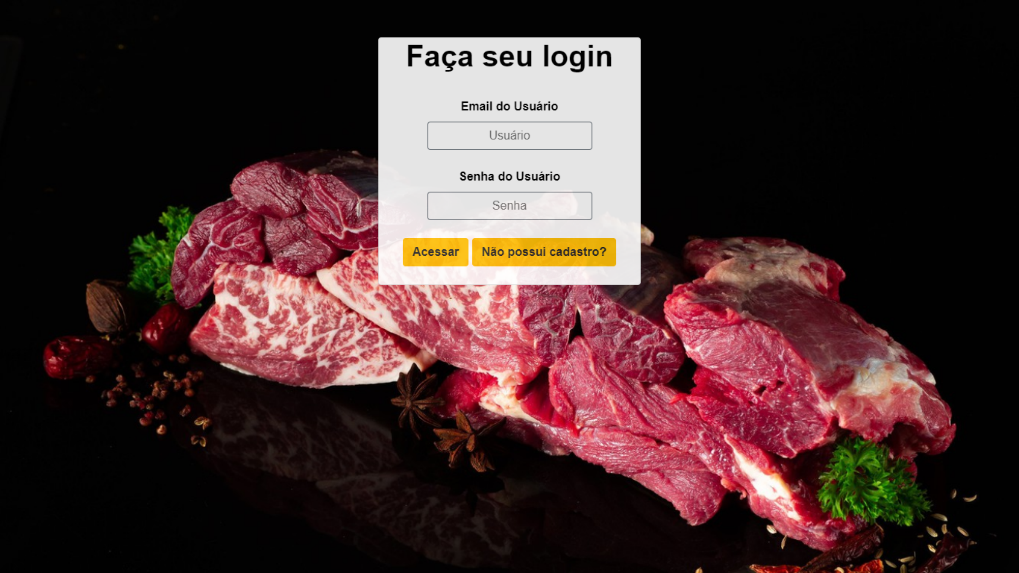 Faça seu login
Email do Usuário
Usuário
Senha do Usuário
Senha
Acessar Não possui cadastro?